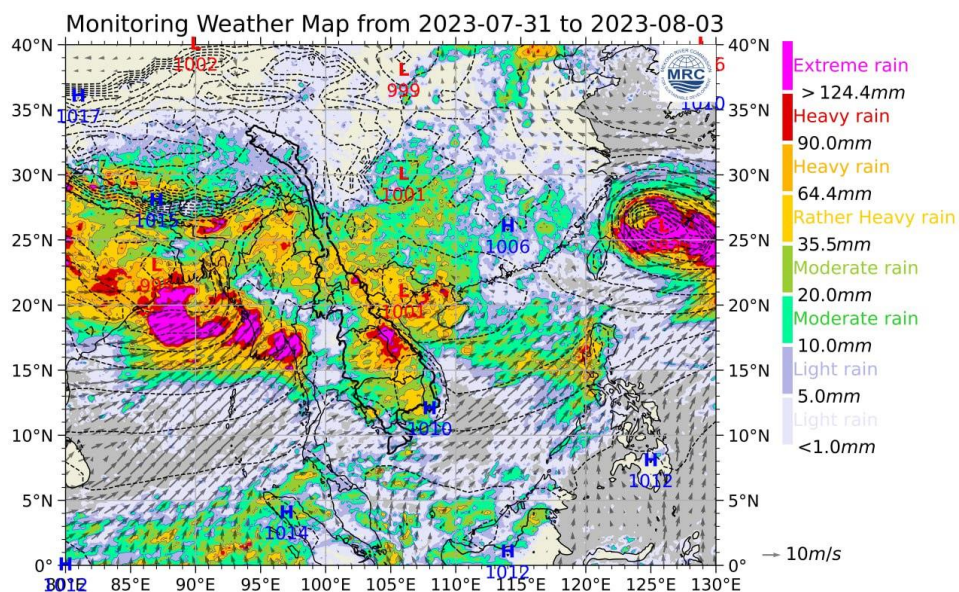 Monitoring Weather Map from 2023-07-31 to 2023-08-03
40°N
35°N
30°N
25°N
20°N
15°N
10°N
5°N
0°
L
1002
L
999
L
6
H
1017
1010
MRC
L
1001
H
1015
H
1006
L
L
L
1001
L
H
1010
H
1012
H
1014
H
1012
H
1012
80°E
85°E
90°E
95°E
100°E
105°E
110°E
115°E
120°E
125°E
130°E
40°N
35°N
30°N
25°N
20°N
15°N
10°N
5°N
0°
Extreme rain
> 124.4mm
Heavy rain
90.0mm
Heavy rain
64.4mm
Rather Heavy rain
35.5mm
Moderate rain
20.0mm
Moderate rain
10.0mm
Light rain
5.0mm
Light rain
<1.0mm
10m/s